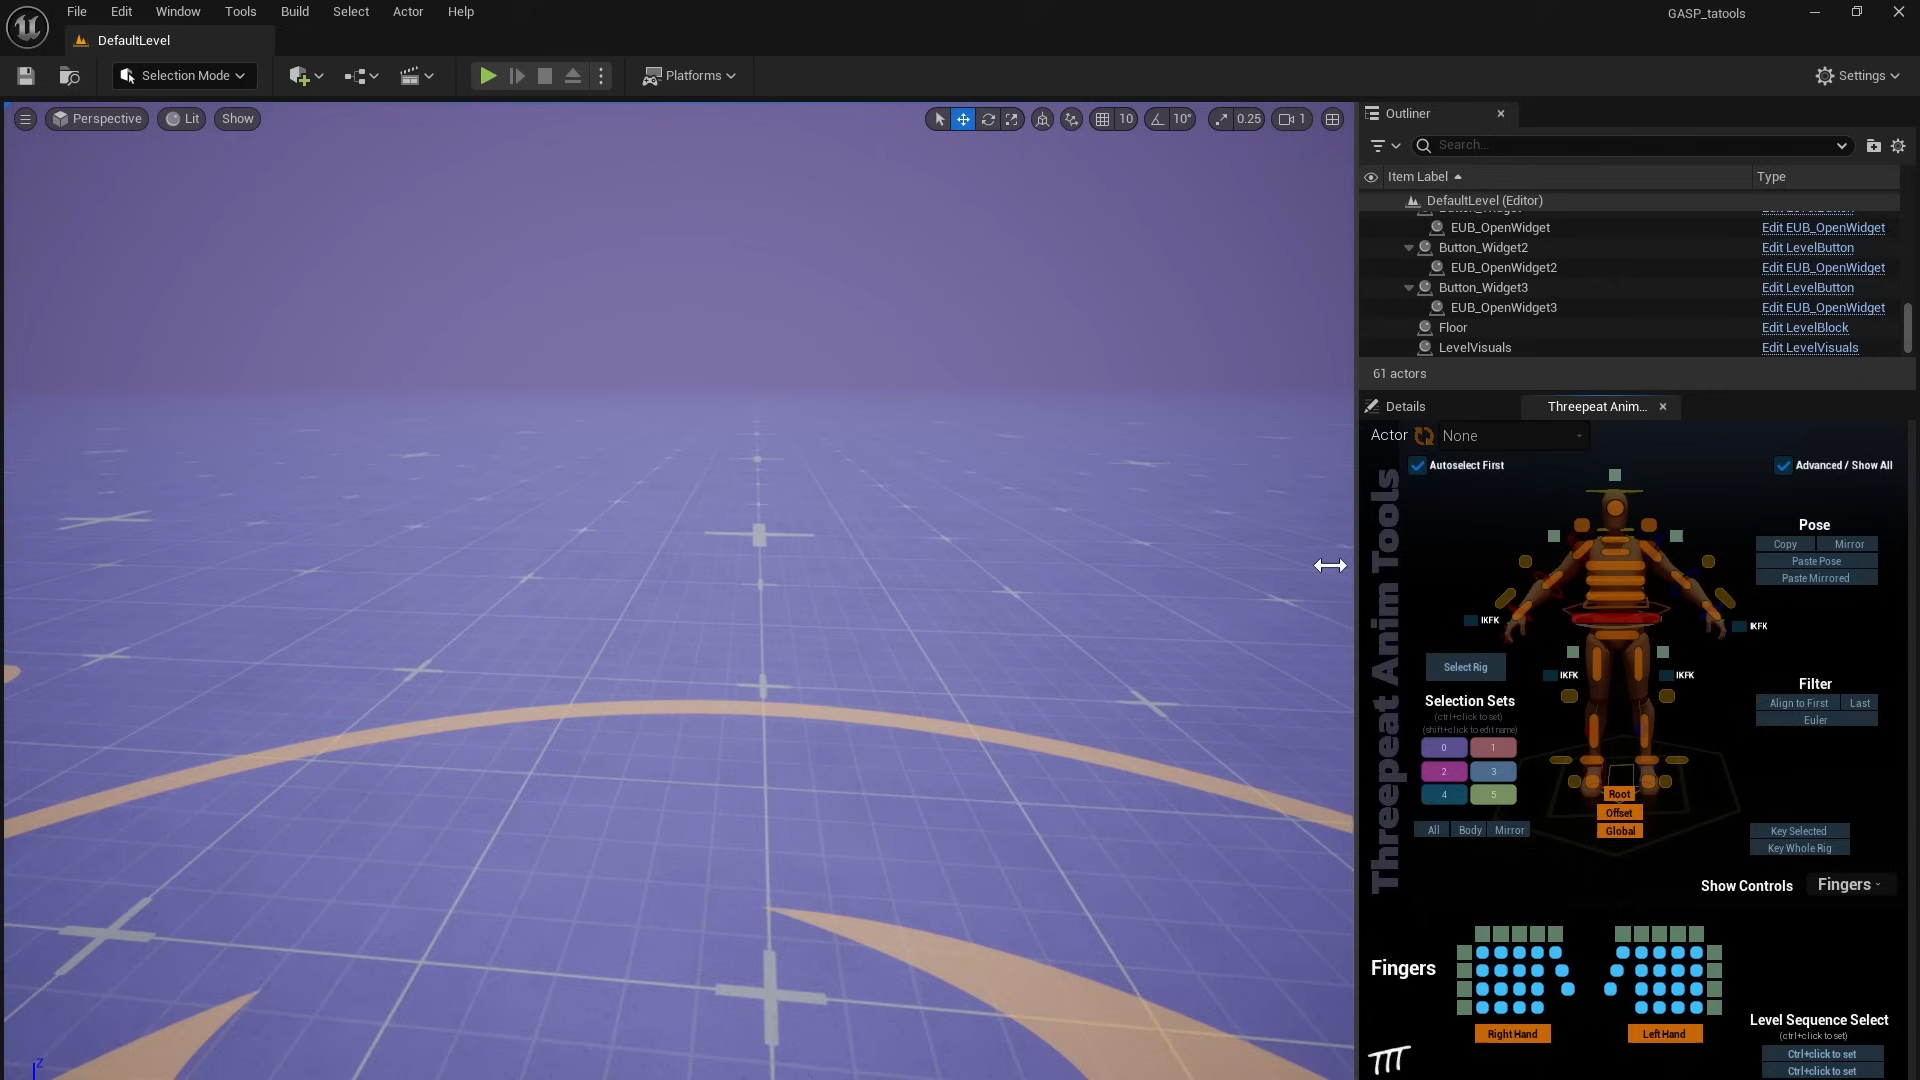 File Edit Window Tools Build Select Actor Help
GASP_tatools
DefaultLevel
Selection Mode
Platforms
Settings
Perspective
Lit
Show
10
10°
0.25
1
Outliner
Search...
Item Label
Type
DefaultLevel (Editor)
EUB_OpenWidget Edit EUB_OpenWidget
Button_Widget2 Edit LevelButton
EUB_OpenWidget2 Edit EUB_OpenWidget
Button_Widget3 Edit LevelButton
EUB_OpenWidget3 Edit EUB_OpenWidget
Floor Edit LevelBlock
LevelVisuals Edit LevelVisuals
61 actors
Details
Threepeat Anim...
Actor None
Autoselect First
Advanced / Show All
Threepeat Anim Tools
Pose
Copy Mirror
Paste Pose
Paste Mirrored
IKFK
IKFK
IKFK
IKFK
Select Rig
Selection Sets
(ctrl+click to set)
(shift+click to edit name)
0 1
2 3
4 5
All Body Mirror
Filter
Align to First Last
Euler
Root
Offset
Global
Key Selected
Key Whole Rig
Show Controls Fingers
Fingers
Right Hand
Left Hand
Level Sequence Select
(ctrl+click to set)
Ctrl+click to set
Ctrl+click to set
Z